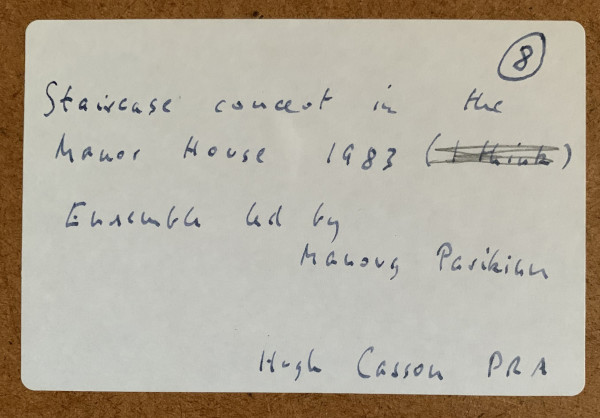 8
Staircase concert in the
Manor House 1983 (I think)
Ensemble led by
Manoug Parikian
Hugh Casson PRA